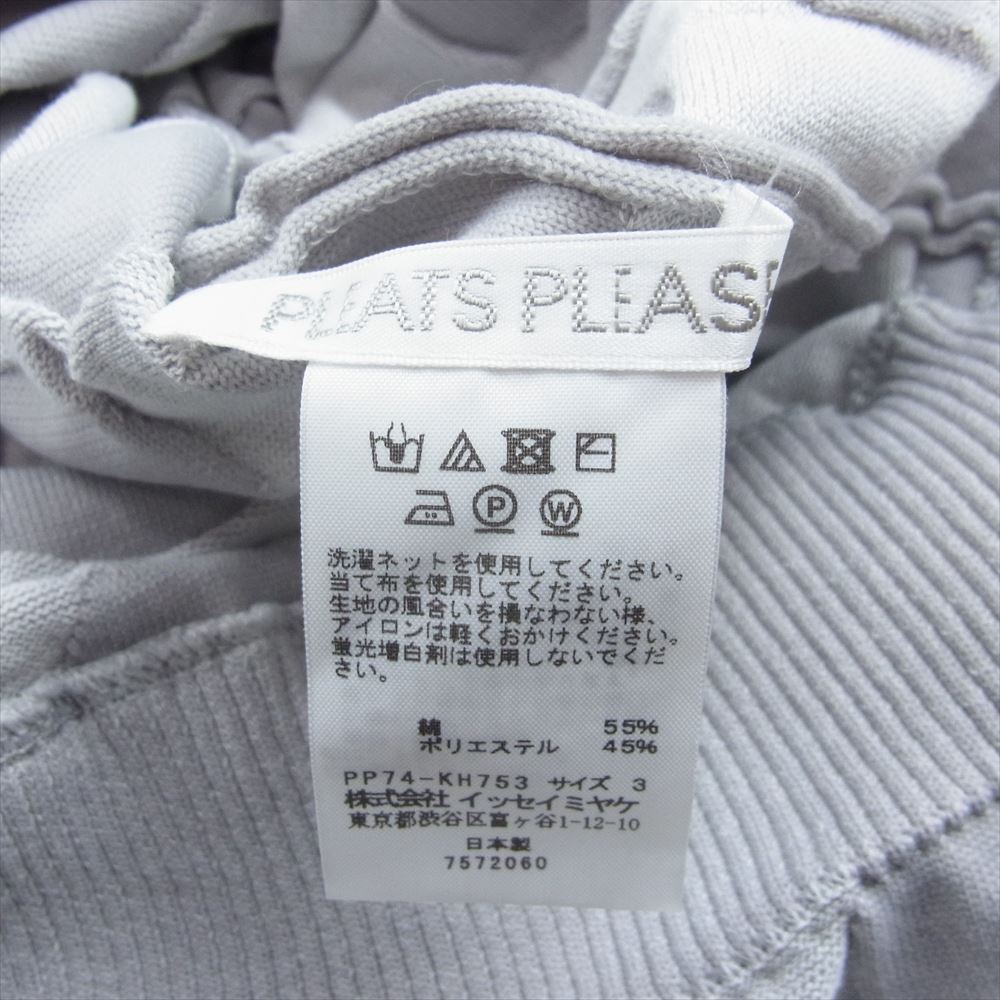 PLEATS PLEASE
P
W
洗濯ネットを使用してください。
当て布を使用してください。
生地の風合いを損なわない様、
アイロンは軽くおかけください。
蛍光増白剤は使用しないでくだ
さい。
綿 55%
ポリエステル 45%
PP74-KH753 サイズ 3
株式会社 イッセイミヤケ
東京都渋谷区富ヶ谷1-12-10
日本製
7572060